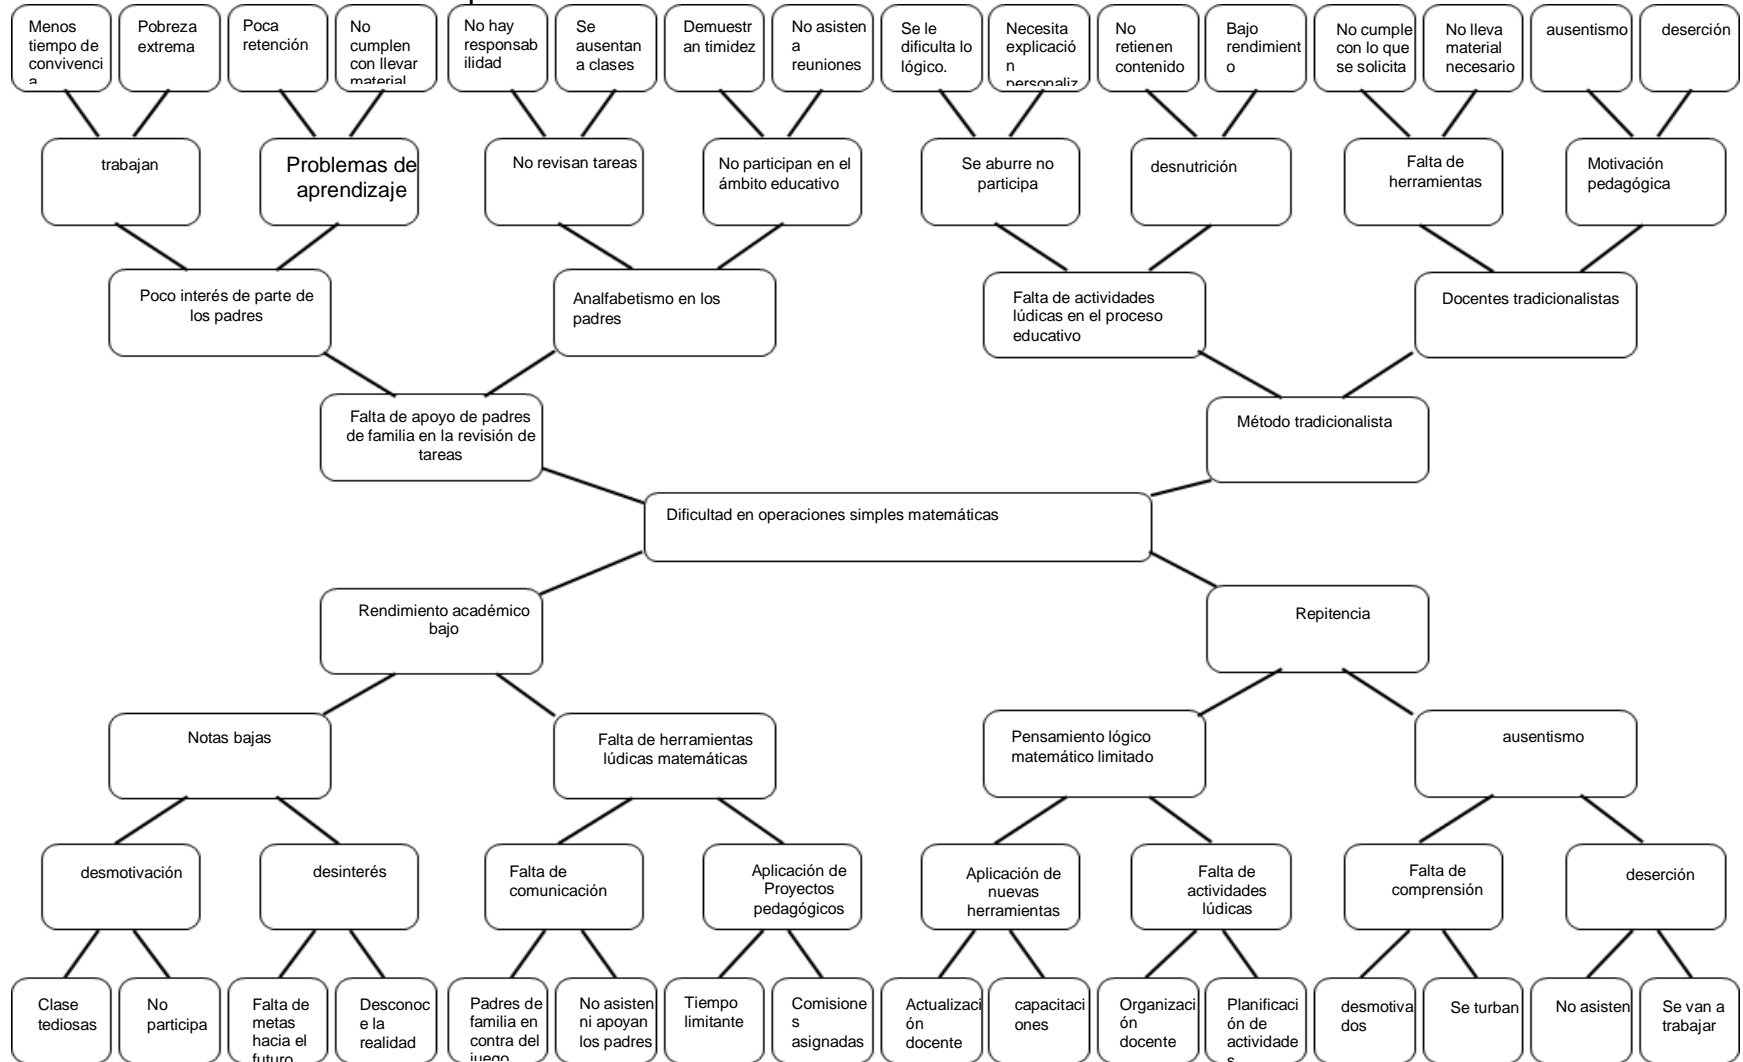 Menos
tiempo de
convivenci
a
Pobreza
extrema
Poca
retención
No
cumplen
con llevar
material
No hay
responsab
ilidad
Se
ausentan
a clases
Demuestr
an timidez
No asisten
a
reuniones
Se le
dificulta lo
lógico.
Necesita
explicació
n
personaliz
No
retienen
contenido
Bajo
rendimient
o
No cumple
con lo que
se solicita
No lleva
material
necesario
ausentismo
deserción
trabajan
Problemas de
aprendizaje
No revisan tareas
No participan en el
ámbito educativo
Se aburre no
participa
desnutrición
Falta de
herramientas
Motivación
pedagógica
Poco interés de parte de
los padres
Analfabetismo en los
padres
Falta de actividades
lúdicas en el proceso
educativo
Docentes tradicionalistas
Falta de apoyo de padres
de familia en la revisión de
tareas
Método tradicionalista
Dificultad en operaciones simples matemáticas
Rendimiento académico
bajo
Repitencia
Notas bajas
Falta de herramientas
lúdicas matemáticas
Pensamiento lógico
matemático limitado
ausentismo
desmotivación
desinterés
Falta de
comunicación
Aplicación de
Proyectos
pedagógicos
Aplicación de
nuevas
herramientas
Falta de
actividades
lúdicas
Falta de
comprensión
deserción
Clase
tediosas
No
participa
Falta de
metas
hacia el
futuro
Desconoc
e la
realidad
Padres de
familia en
contra del
juego
No asisten
ni apoyan
los padres
Tiempo
limitante
Comisione
s
asignadas
Actualizaci
ón
docente
capacitaci
ones
Organizaci
ón
docente
Planificaci
ón de
actividade
s
desmotiva
dos
Se turban
No asisten
Se van a
trabajar